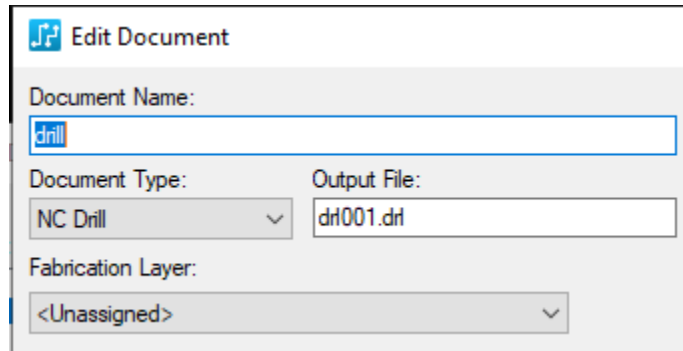 Edit Document
Document Name:
drill
Document Type: Output File:
NC Drill drl001.drl
Fabrication Layer:
<Unassigned>